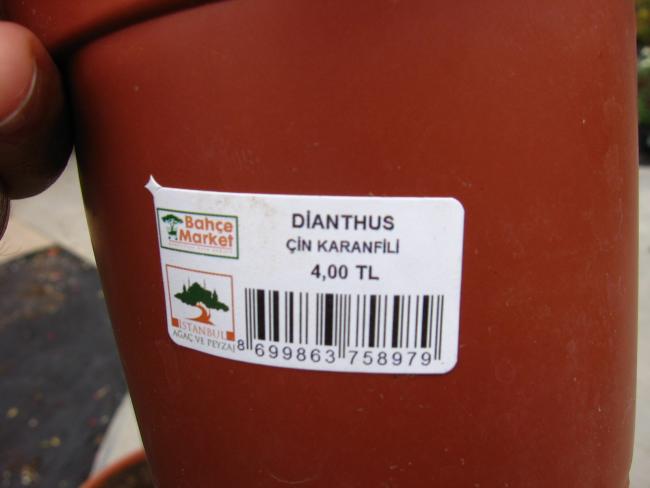 Bahçe
Market
DİANTHUS
ÇİN KARANFİLİ
4,00 TL
İSTANBUL
AĞAÇ VE PEYZAJ
8 699863 758979